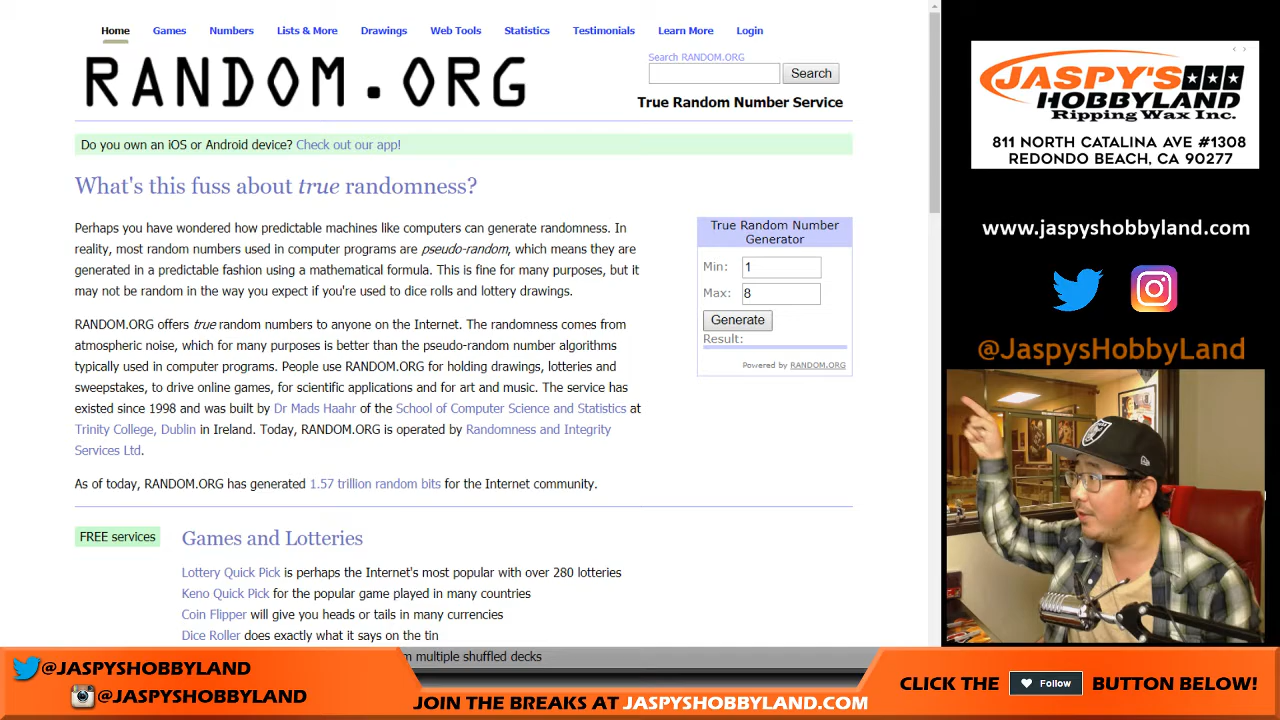 Home Games Numbers Lists & More Drawings Web Tools Statistics Testimonials Learn More Login
RANDOM.ORG
Search RANDOM.ORG
Search
True Random Number Service
Do you own an iOS or Android device? Check out our app!
What's this fuss about true randomness?
Perhaps you have wondered how predictable machines like computers can generate randomness. In
reality, most random numbers used in computer programs are pseudo-random, which means they are
generated in a predictable fashion using a mathematical formula. This is fine for many purposes, but it
may not be random in the way you expect if you're used to dice rolls and lottery drawings.
RANDOM.ORG offers true random numbers to anyone on the Internet. The randomness comes from
atmospheric noise, which for many purposes is better than the pseudo-random number algorithms
typically used in computer programs. People use RANDOM.ORG for holding drawings, lotteries and
sweepstakes, to drive online games, for scientific applications and for art and music. The service has
existed since 1998 and was built by Dr Mads Haahr of the School of Computer Science and Statistics at
Trinity College, Dublin in Ireland. Today, RANDOM.ORG is operated by Randomness and Integrity
Services Ltd.
As of today, RANDOM.ORG has generated 1.57 trillion random bits for the Internet community.
True Random Number
Generator
Min: 1
Max: 8
Generate
Result:
Powered by RANDOM.ORG
FREE services
Games and Lotteries
Lottery Quick Pick is perhaps the Internet's most popular with over 280 lotteries
Keno Quick Pick for the popular game played in many countries
Coin Flipper will give you heads or tails in many currencies
Dice Roller does exactly what it says on the tin
m multiple shuffled decks
JASPY'S
HOBBYLAND
Ripping Wax Inc.
811 NORTH CATALINA AVE #1308
REDONDO BEACH, CA 90277
www.jaspyshobbyland.com
@JaspysHobbyLand
@JASPYSHOBBYLAND
@JASPYSHOBBYLAND
JOIN THE BREAKS AT JASPYSHOBBYLAND.COM
CLICK THE Follow BUTTON BELOW!